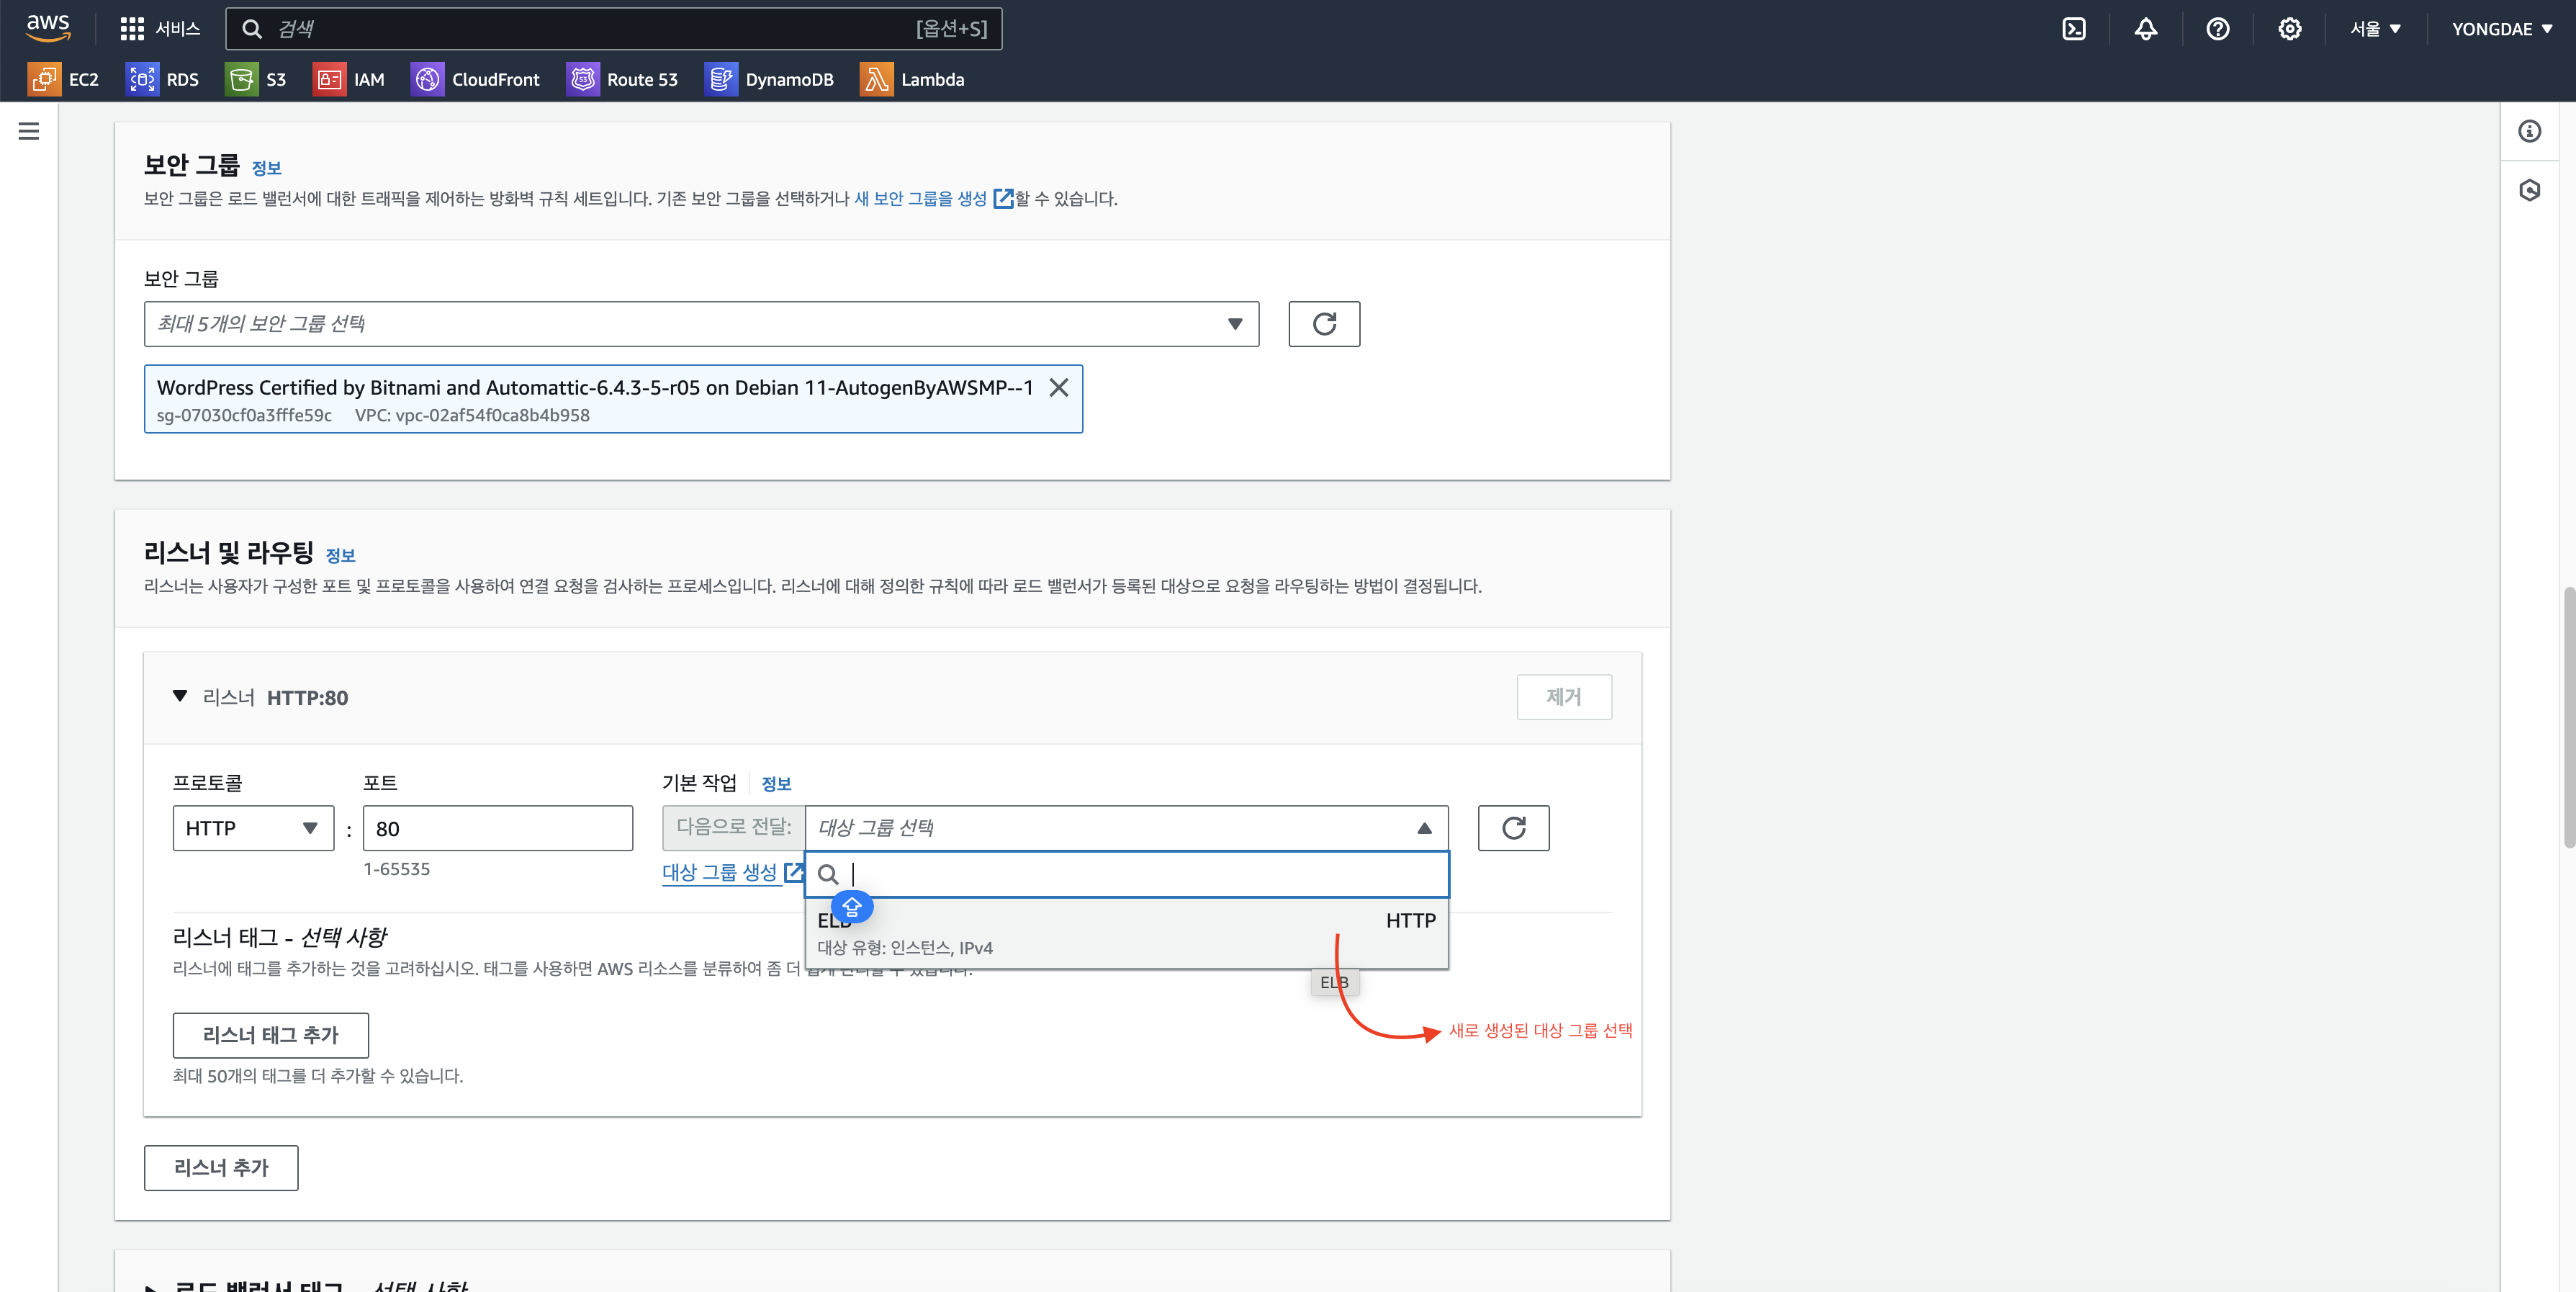 aws
서비스
검색
[옵션+S]
서울
YONGDAE
EC2
RDS
S3
IAM
CloudFront
Route 53
DynamoDB
Lambda
보안 그룹 정보
보안 그룹은 로드 밸런서에 대한 트래픽을 제어하는 방화벽 규칙 세트입니다. 기존 보안 그룹을 선택하거나 새 보안 그룹을 생성 할 수 있습니다.
보안 그룹
최대 5개의 보안 그룹 선택
WordPress Certified by Bitnami and Automattic-6.4.3-5-r05 on Debian 11-AutogenByAWSMP--1
sg-07030cf0a3fffe59c VPC: vpc-02af54f0ca8b4b958
리스너 및 라우팅 정보
리스너는 사용자가 구성한 포트 및 프로토콜을 사용하여 연결 요청을 검사하는 프로세스입니다. 리스너에 대해 정의한 규칙에 따라 로드 밸런서가 등록된 대상으로 요청을 라우팅하는 방법이 결정됩니다.
리스너 HTTP:80
제거
프로토콜
포트
기본 작업 정보
HTTP
:
80
다음으로 전달:
대상 그룹 선택
1-65535
대상 그룹 생성
ELB
HTTP
대상 유형: 인스턴스, IPv4
리스너 태그 - 선택 사항
리스너에 태그를 추가하는 것을 고려하십시오. 태그를 사용하면 AWS 리소스를 분류하여 좀 더
ELB
새로 생성된 대상 그룹 선택
리스너 태그 추가
최대 50개의 태그를 더 추가할 수 있습니다.
리스너 추가
로드 밸런서 태그 - 선택 사항